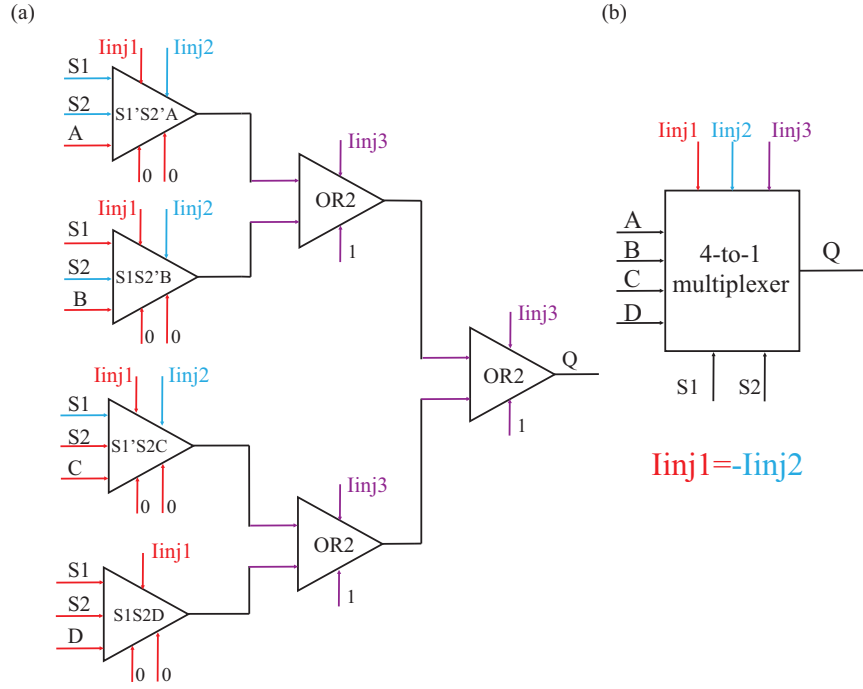 (a)
Iinj1
Iinj2
S1
S2
A
S1'S2'A
0
0
Iinj1
Iinj2
S1
S2
B
S1S2'B
0
0
Iinj3
OR2
1
Iinj1
Iinj2
S1
S2
C
S1'S2C
0
0
Iinj1
S1
S2
D
S1S2D
0
0
Iinj3
OR2
1
Iinj3
OR2
1
Q
(b)
Iinj1
Iinj2
Iinj3
A
B
C
D
4-to-1
multiplexer
Q
S1
S2
Iinj1=-Iinj2